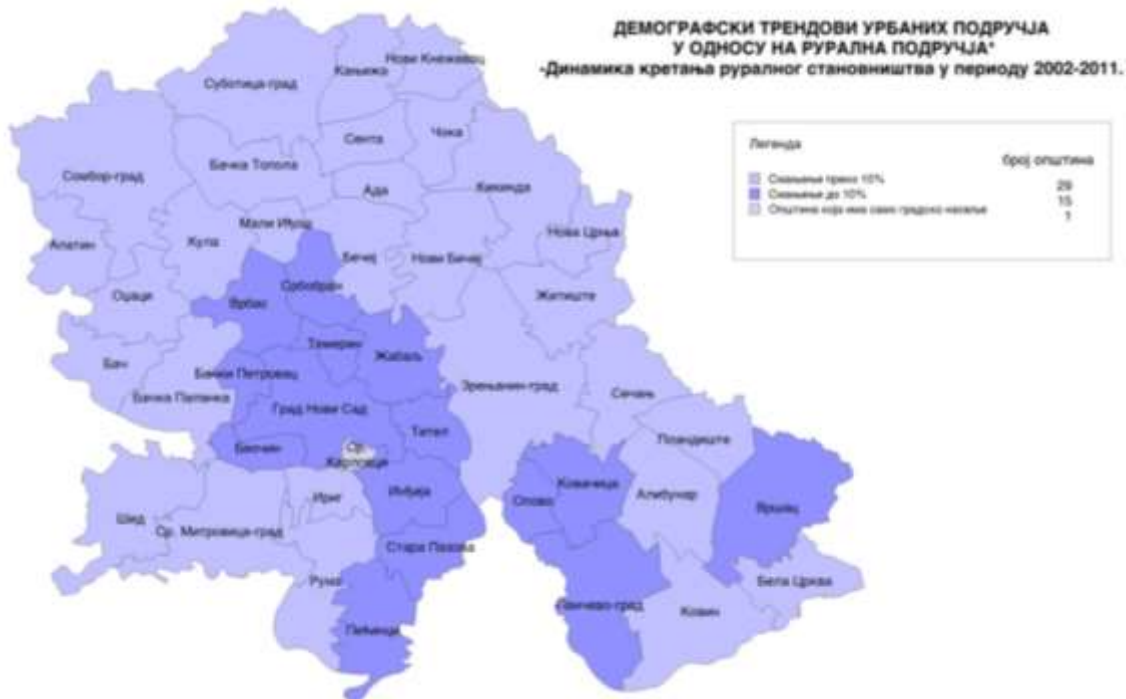 ДЕМОГРАФСКИ ТРЕНДОВИ УРБАНИХ ПОДРУЧЈА
У ОДНОСУ НА РУРАЛНА ПОДРУЧЈА*
-Динамика кретања руралног становништва у периоду 2002-2011.
Легенда
број општина
Смањење преко 10% 29
Смањење до 10% 15
Општина која има само градско насеље 1
Суботица-град
Кањижа
Нови Кнежевац
Сента
Чока
Сомбор-град
Бачка Топола
Ада
Кикинда
Мали Иђош
Апатин
Кула
Бечеј
Нови Бечеј
Нова Црња
Србобран
Оџаци
Врбас
Житиште
Темерин
Жабаљ
Бач
Бачки Петровац
Зрењанин-град
Бачка Паланка
Сечањ
Град Нови Сад
Тител
Пландиште
Беочин
Ср.
Карловци
Ковачица
Ириг
Инђија
Опово
Алибунар
Вршац
Шид
Ср. Митровица-град
Стара Пазова
Рума
Бела Црква
Панчево-град
Ковин
Пећинци